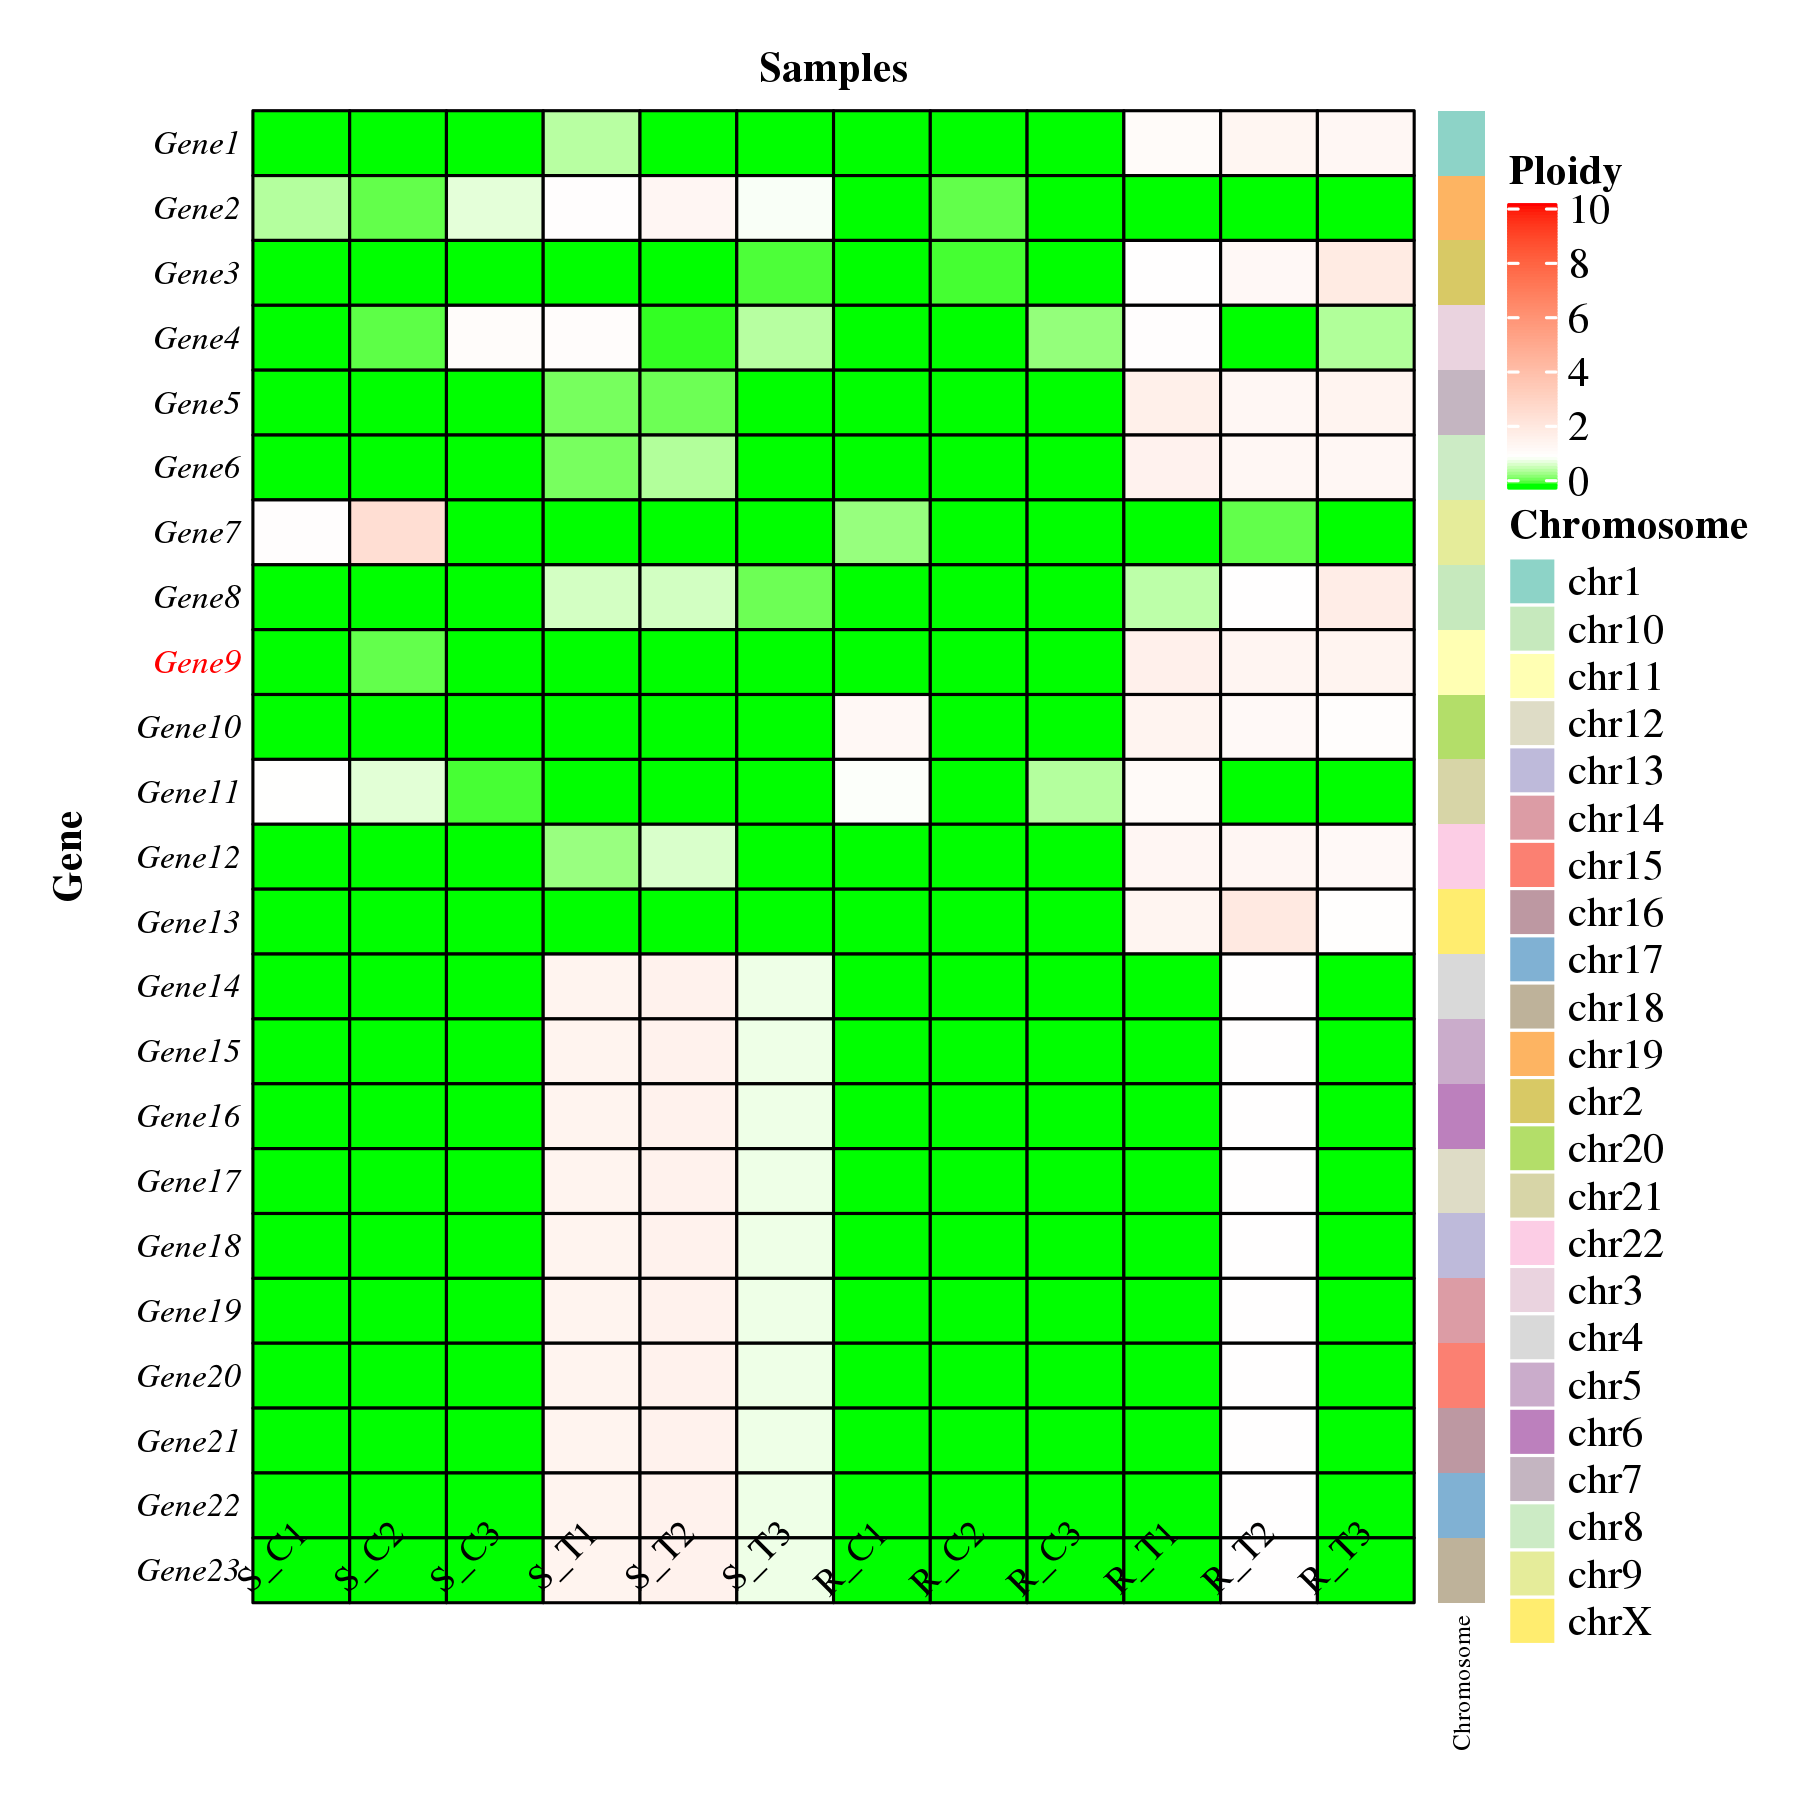 Samples
Gene
Gene1
Gene2
Gene3
Gene4
Gene5
Gene6
Gene7
Gene8
Gene9
Gene10
Gene11
Gene12
Gene13
Gene14
Gene15
Gene16
Gene17
Gene18
Gene19
Gene20
Gene21
Gene22
Gene23
S_C1
S_C2
S_C3
S_T1
S_T2
S_T3
R_C1
R_C2
R_C3
R_T1
R_T2
R_T3
Chromosome
Ploidy
10
8
6
4
2
0
Chromosome
chr1
chr10
chr11
chr12
chr13
chr14
chr15
chr16
chr17
chr18
chr19
chr2
chr20
chr21
chr22
chr3
chr4
chr5
chr6
chr7
chr8
chr9
chrX